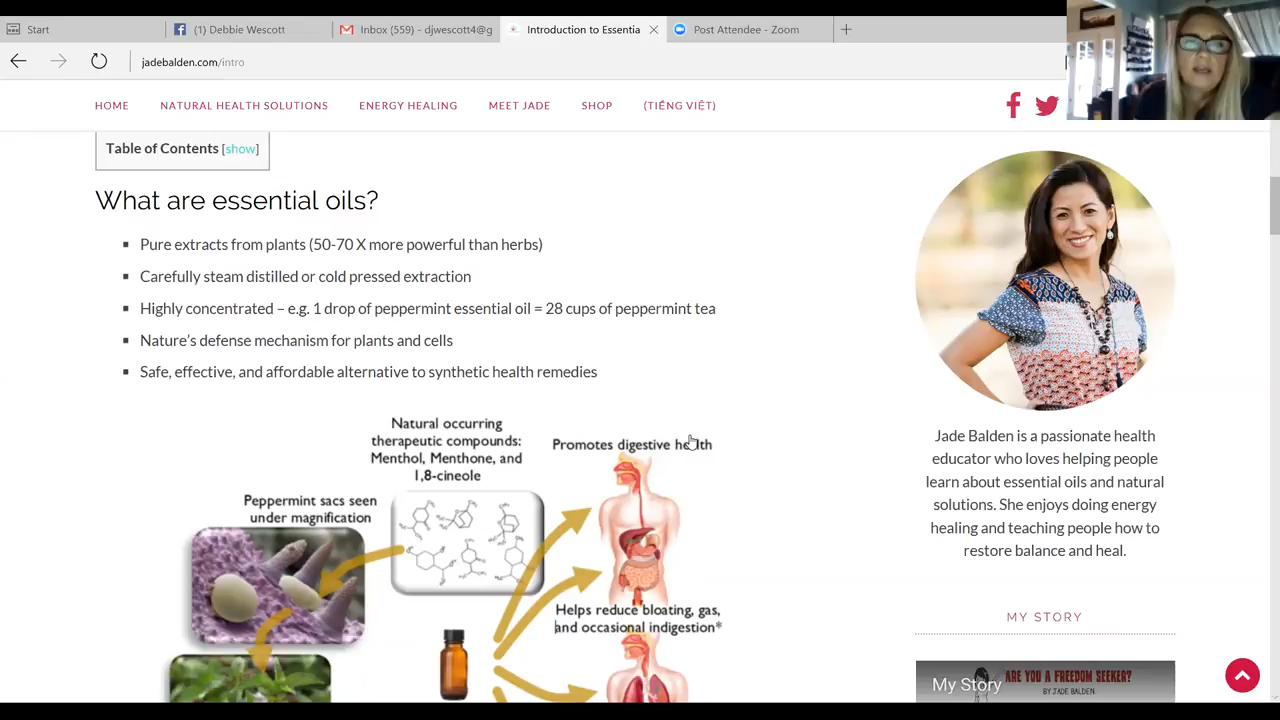 Start
(1) Debbie Wescott
Inbox (559) - djwescott4@g
Introduction to Essentia
Post Attendee - Zoom
jadebalden.com/intro
HOME
NATURAL HEALTH SOLUTIONS
ENERGY HEALING
MEET JADE
SHOP
(TIẾNG VIỆT)
Table of Contents [show]
What are essential oils?
Pure extracts from plants (50-70 X more powerful than herbs)
Carefully steam distilled or cold pressed extraction
Highly concentrated – e.g. 1 drop of peppermint essential oil = 28 cups of peppermint tea
Nature's defense mechanism for plants and cells
Safe, effective, and affordable alternative to synthetic health remedies
Natural occurring
therapeutic compounds:
Menthol, Menthone, and
1,8-cineole
Promotes digestive health
Peppermint sacs seen
under magnification
Helps reduce bloating, gas,
and occasional indigestion*
Jade Balden is a passionate health
educator who loves helping people
learn about essential oils and natural
solutions. She enjoys doing energy
healing and teaching people how to
restore balance and heal.
MY STORY
My Story
ARE YOU A FREEDOM SEEKER?
BY JADE BALDEN